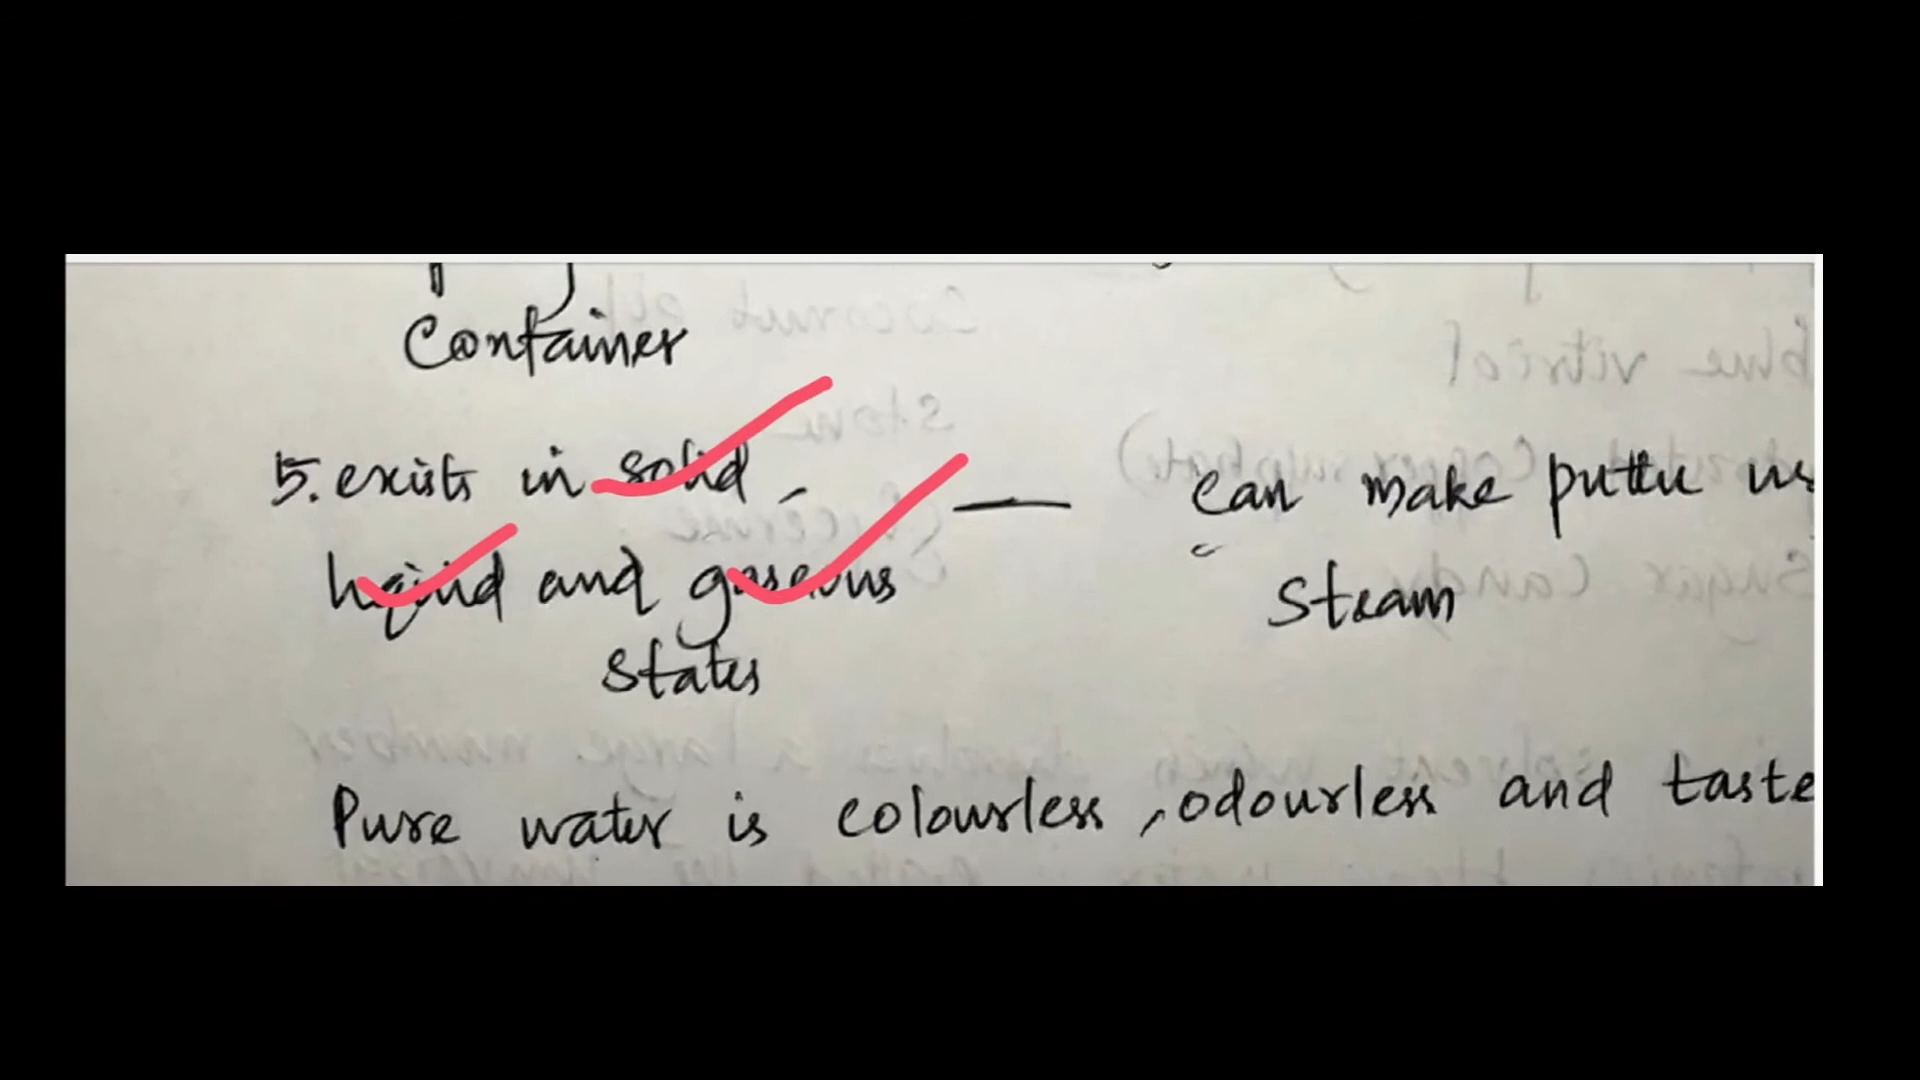 Container
5. exists in solid, — can make puttu us
liquid and gaseous steam
states
Pure water is colourless, odourless and taste